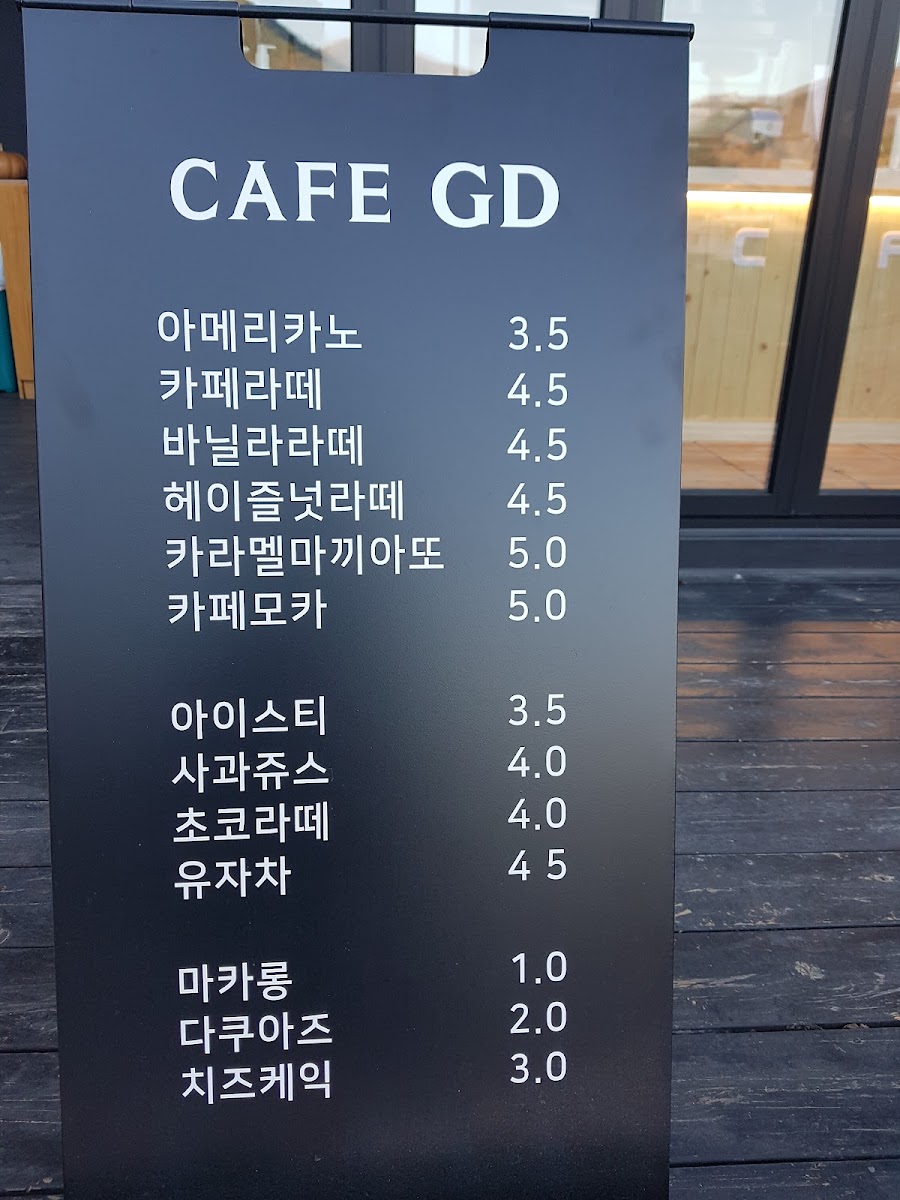 CAFE GD
아메리카노 3.5
카페라떼 4.5
바닐라라떼 4.5
헤이즐넛라떼 4.5
카라멜마끼아또 5.0
카페모카 5.0
아이스티 3.5
사과쥬스 4.0
초코라떼 4.0
유자차 4 5
마카롱 1.0
다쿠아즈 2.0
치즈케익 3.0
C F